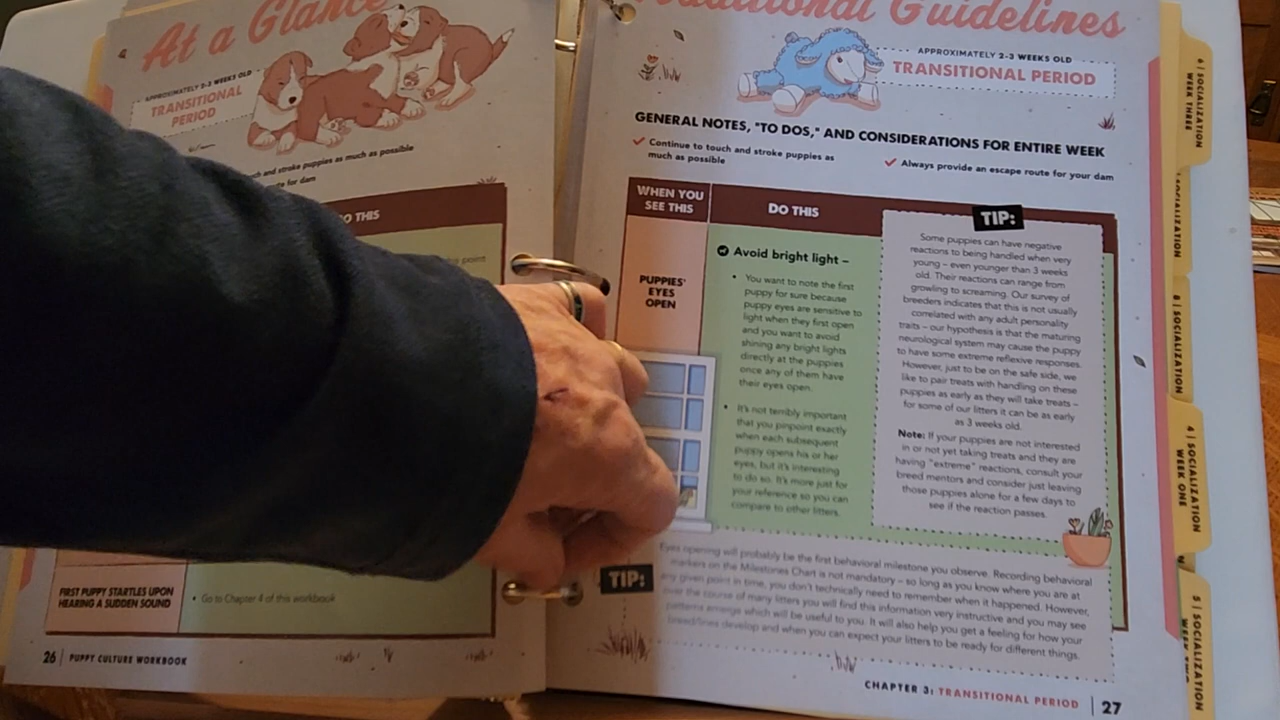 At a Glance
APPROXIMATELY 2-3 WEEKS OLD
TRANSITIONAL
PERIOD
and stroke puppies as much as possible
for dam
DO THIS
point
FIRST PUPPY STARTLES UPON
HEARING A SUDDEN SOUND
• Go to Chapter 4 of this workbook
26 | PUPPY CULTURE WORKBOOK
Guidelines
APPROXIMATELY 2-3 WEEKS OLD
TRANSITIONAL PERIOD
GENERAL NOTES, "TO DOS," AND CONSIDERATIONS FOR ENTIRE WEEK
Continue to touch and stroke puppies as
much as possible
Always provide an escape route for your dam
WHEN YOU
SEE THIS
DO THIS
PUPPIES'
EYES
OPEN
Avoid bright light –
• You want to note the first
puppy for sure because
puppy eyes are sensitive to
light when they first open
and you want to avoid
shining any bright lights
directly at the puppies
once any of them have
their eyes open.
• It's not terribly important
that you pinpoint exactly
when each subsequent
puppy opens his or her
eyes, but it's interesting
to do so. It's more just for
your reference so you can
compare to other litters.
TIP:
Some puppies can have negative
reactions to being handled when very
young – even younger than 3 weeks
old. Their reactions can range from
growling to screaming. Our survey of
breeders indicates that this is not usually
correlated with any adult personality
traits – our hypothesis is that the maturing
neurological system may cause the puppy
to have some extreme reflexive responses.
However, just to be on the safe side, we
like to pair treats with handling on these
puppies as early as they will take treats –
for some of our litters it can be as early
as 3 weeks old.
Note: If your puppies are not interested
in or not yet taking treats and they are
having "extreme" reactions, consult your
breed mentors and consider just leaving
those puppies alone for a few days to
see if the reaction passes.
TIP:
Eyes opening will probably be the first behavioral milestone you observe. Recording behavioral
markers on the Milestones Chart is not mandatory – so long as you know where you are at
any given point in time, you don't technically need to remember when it happened. However,
over the course of many litters you will find this information very instructive and you may see
patterns emerge which will be useful to you. It will also help you get a feeling for how your
breed/lines develop and when you can expect your litters to be ready for different things.
CHAPTER 3: TRANSITIONAL PERIOD | 27
6 | SOCIALIZATION
WEEK THREE
SOCIALIZATION
8 | SOCIALIZATION
4 | SOCIALIZATION
WEEK ONE
5 | SOCIALIZATION
WEEK TWO